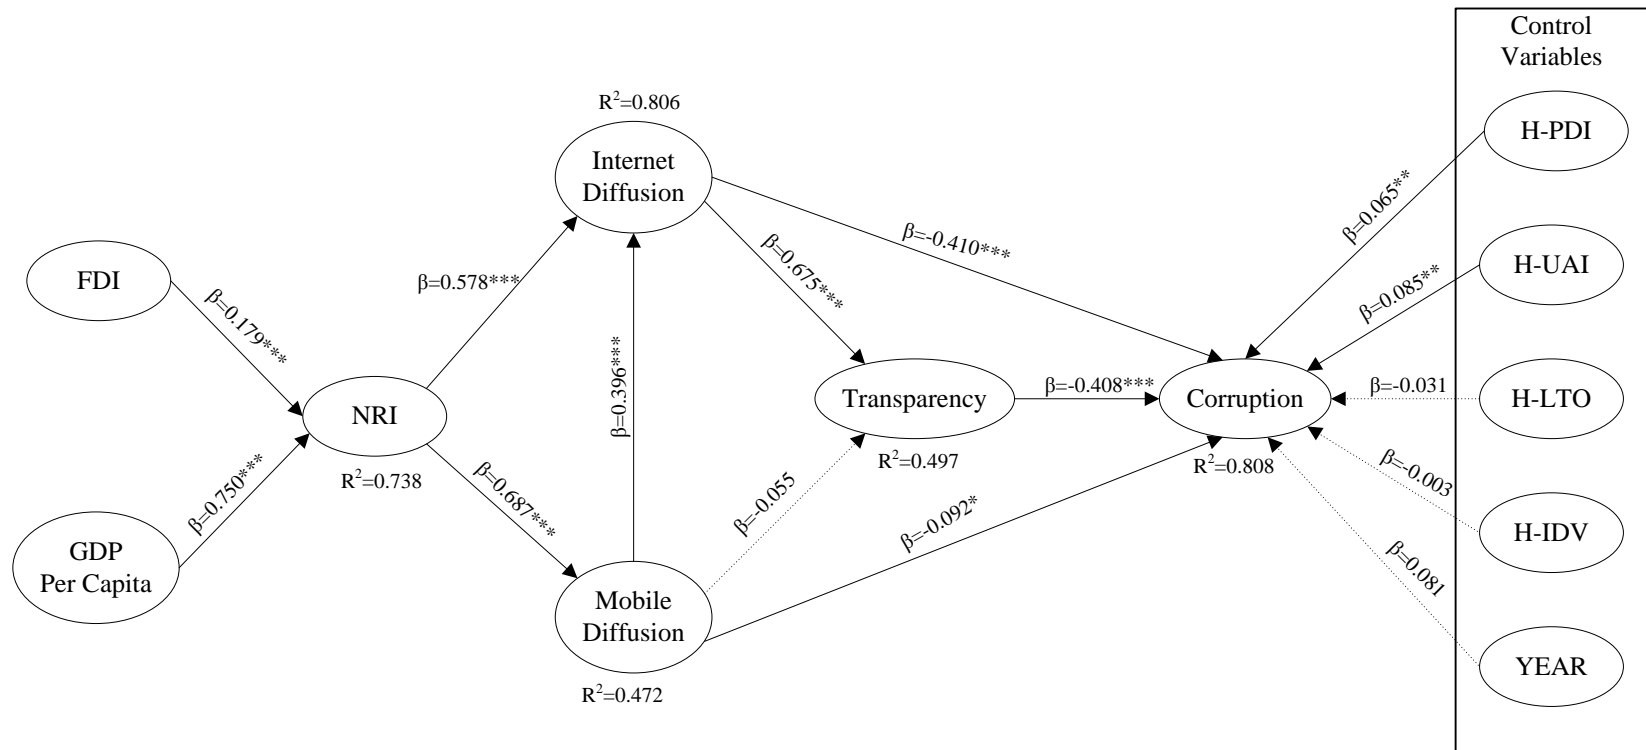 Control
Variables
R²=0.806
H-PDI
Internet
Diffusion
β=0.065**
β=-0.410***
β=0.675***
FDI
H-UAI
β=0.578***
β=0.085**
β=0.179***
β=0.396***
β=-0.408***
β=-0.031
NRI
Transparency
Corruption
H-LTO
R²=0.738
R²=0.497
R²=0.808
β=0.750***
β=0.687***
β=-0.055
β=-0.092*
β=-0.003
GDP
Per Capita
H-IDV
β=0.081
Mobile
Diffusion
YEAR
R²=0.472